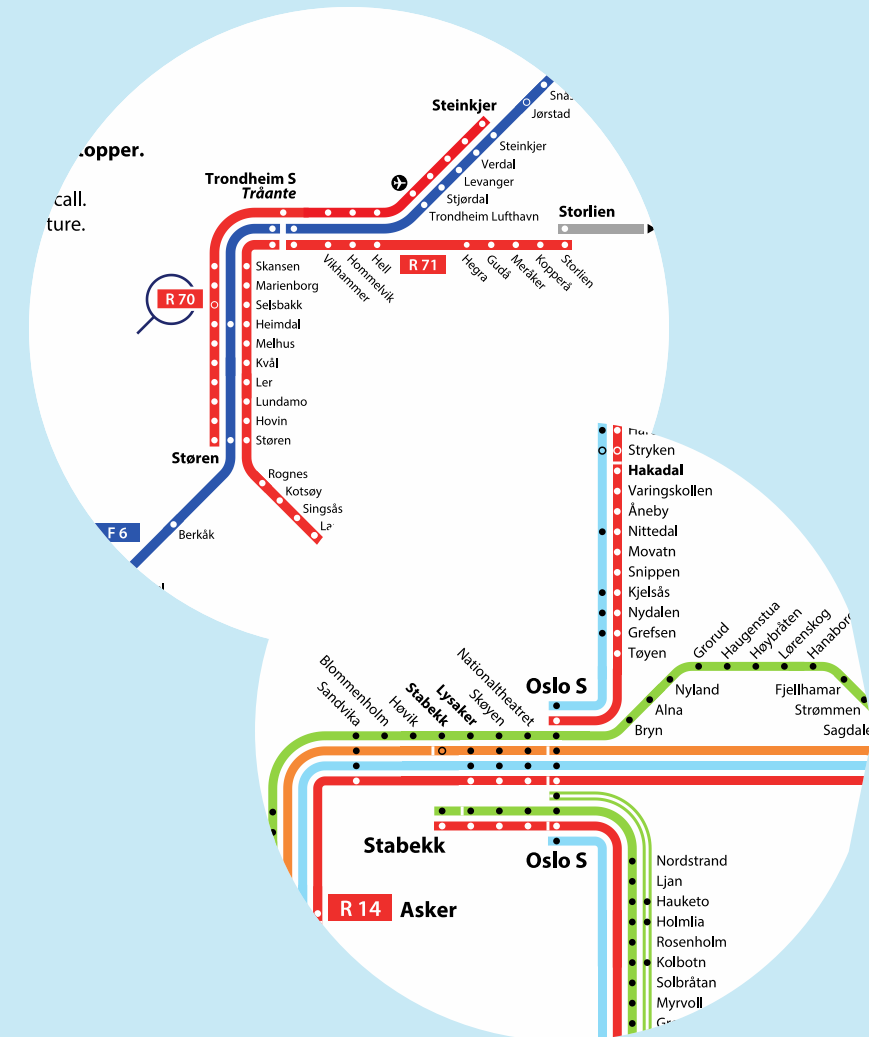 topper.
call.
ture.
Trondheim S
Tråante
Steinkjer
Jørstad
Steinkjer
Verdal
Levanger
Stjørdal
Trondheim Lufthavn
Storlien
Vikhammer
Hommelvik
Hell
R 71
Hegra
Gudå
Meråker
Kopperå
Storlien
R 70
Skansen
Marienborg
Selsbakk
Heimdal
Melhus
Kvål
Ler
Lundamo
Hovin
Støren
Støren
Rognes
Kotsøy
Singsås
F 6
Berkåk
Stryken
Hakadal
Varingskollen
Åneby
Nittedal
Movatn
Snippen
Kjelsås
Nydalen
Grefsen
Tøyen
Oslo S
Sandvika
Blommenholm
Høvik
Stabekk
Lysaker
Skøyen
Nationaltheatret
Bryn
Alna
Nyland
Grorud
Haugenstua
Høybråten
Lørenskog
Fjellhamar
Strømmen
Stabekk
Oslo S
R 14
Asker
Nordstrand
Ljan
Hauketo
Holmlia
Rosenholm
Kolbotn
Solbråtan
Myrvoll